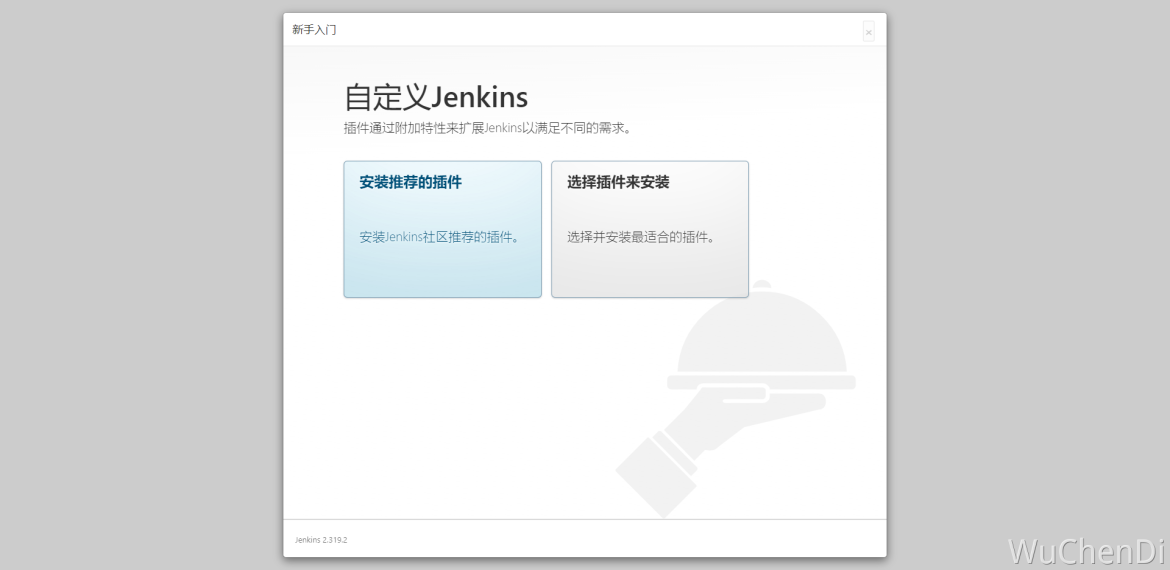 新手入门
×
自定义Jenkins
插件通过附加特性来扩展Jenkins以满足不同的需求。
安装推荐的插件
选择插件来安装
安装Jenkins社区推荐的插件。
选择并安装最适合的插件。
Jenkins 2.319.2
WuChenDi